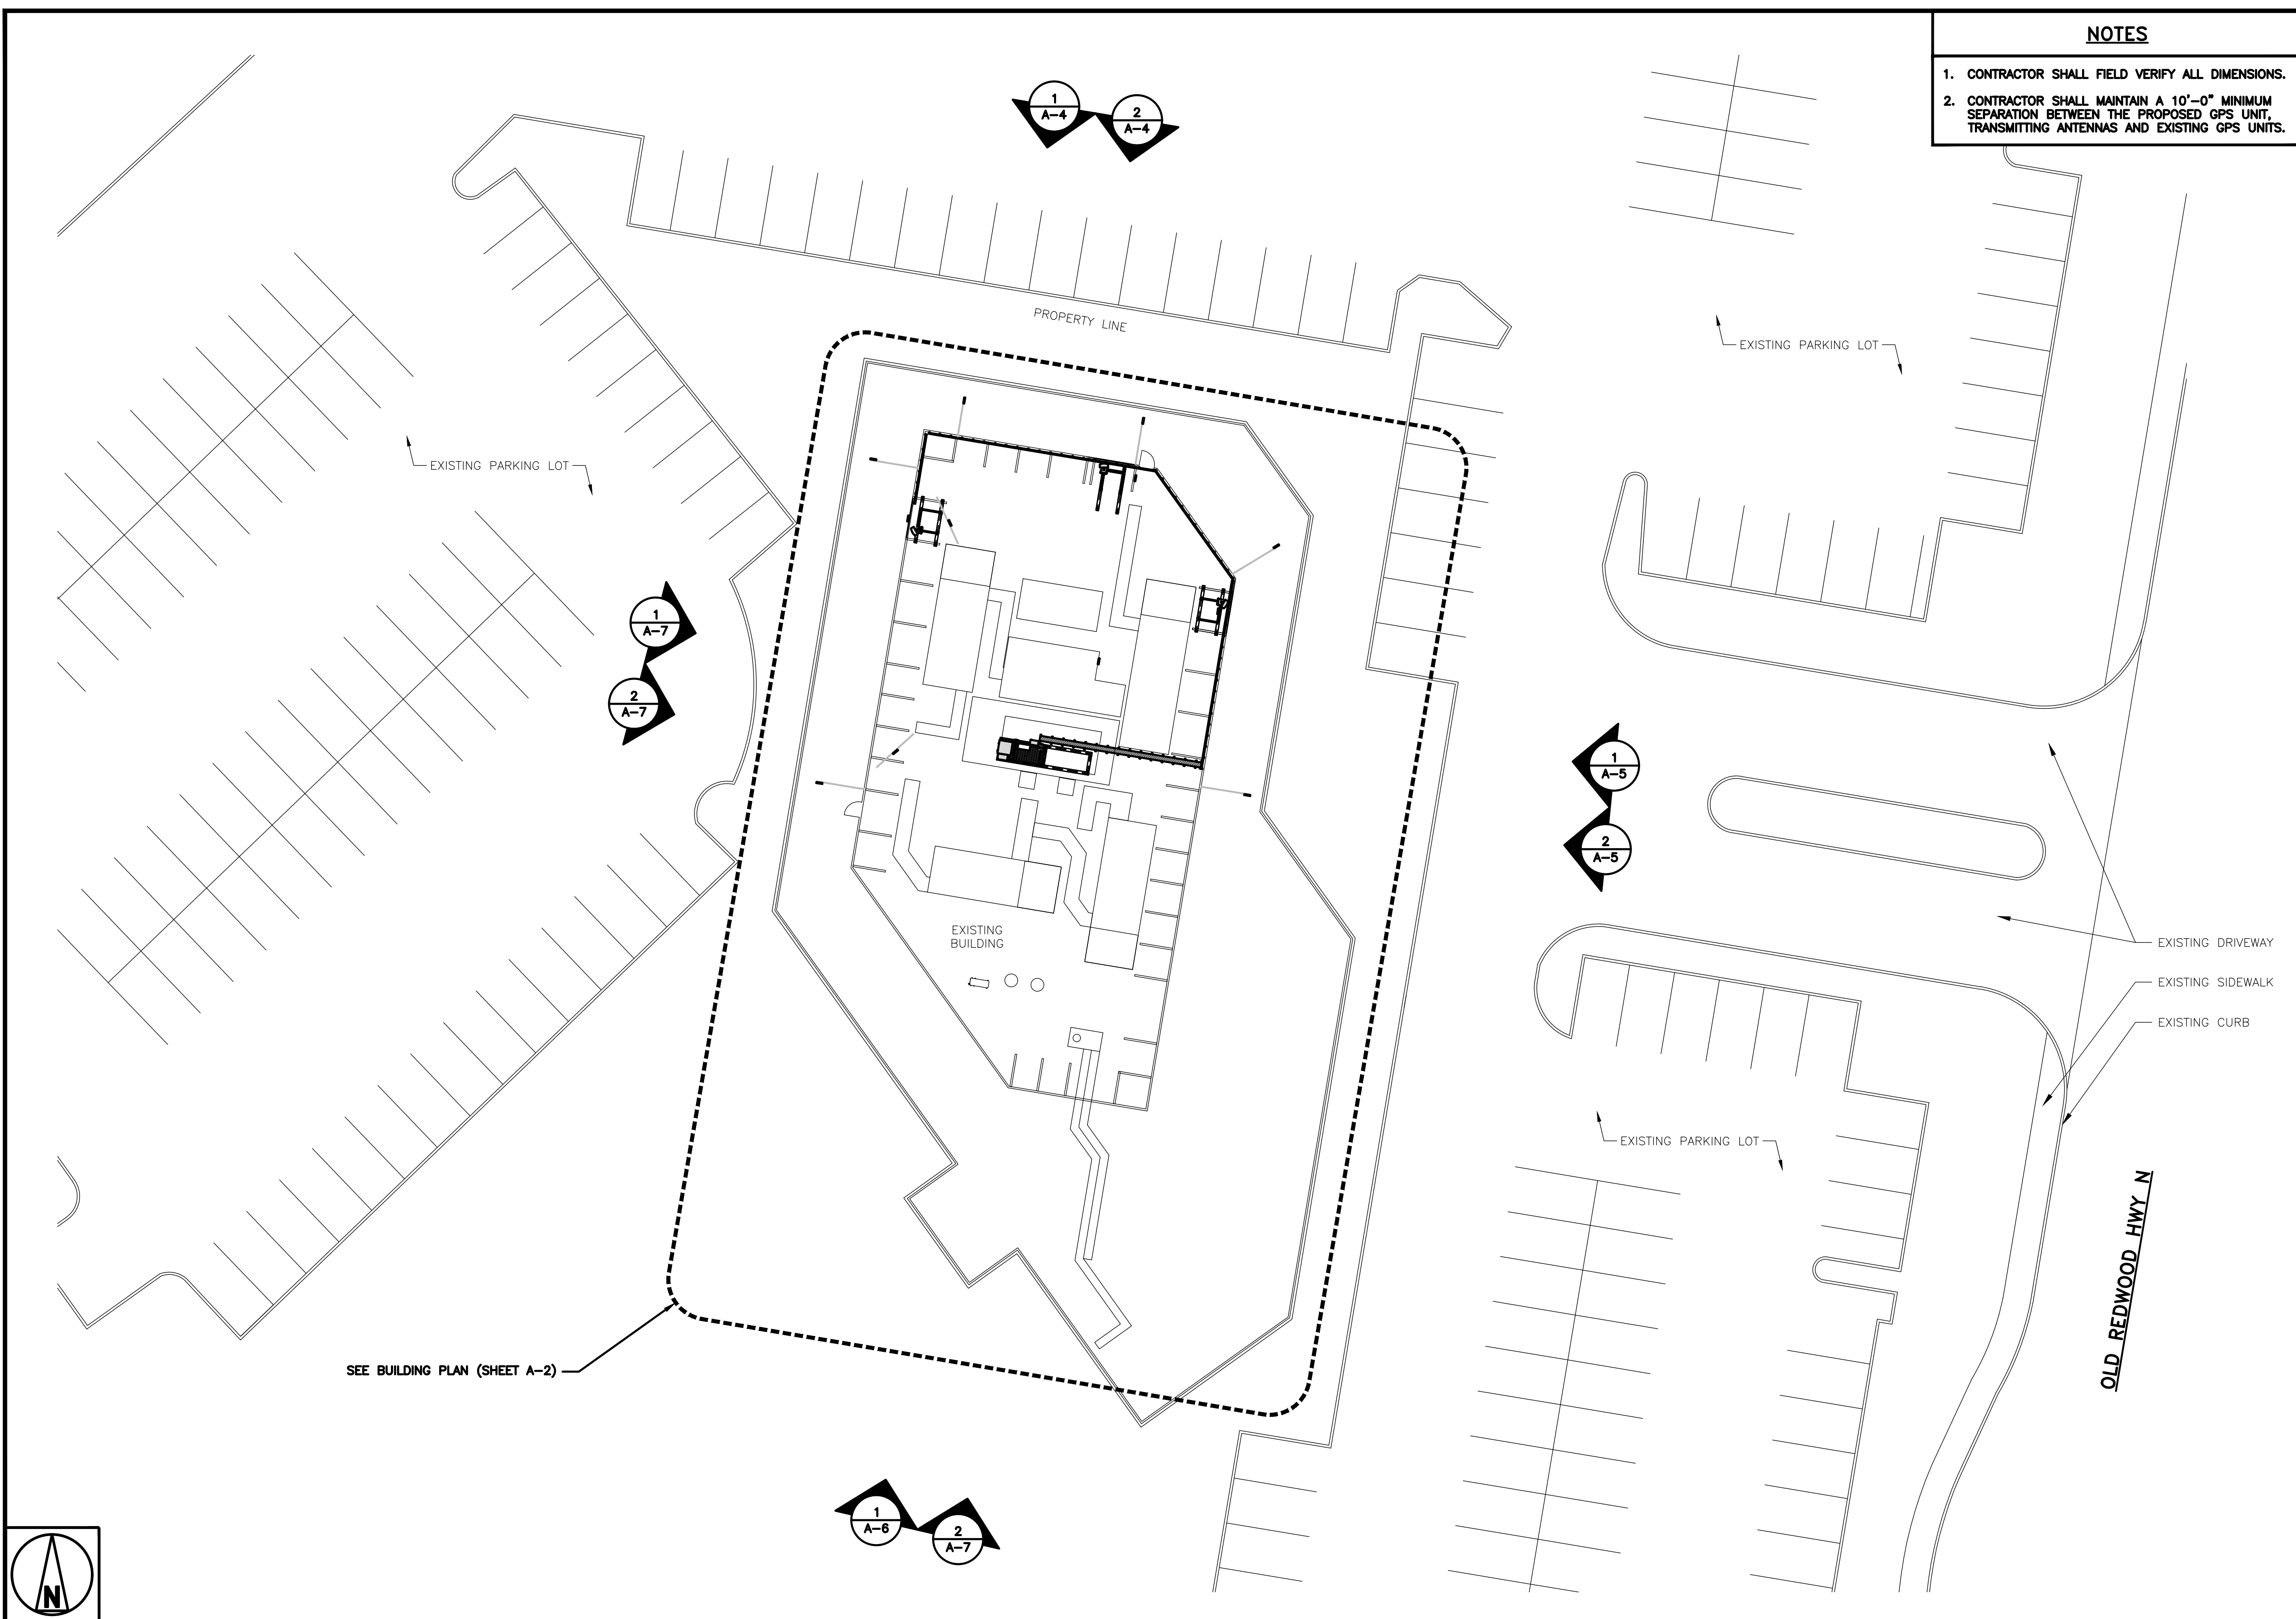 NOTES
1. CONTRACTOR SHALL FIELD VERIFY ALL DIMENSIONS.
2. CONTRACTOR SHALL MAINTAIN A 10'-0" MINIMUM
SEPARATION BETWEEN THE PROPOSED GPS UNIT,
TRANSMITTING ANTENNAS AND EXISTING GPS UNITS.
1
A-4
2
A-4
PROPERTY LINE
EXISTING PARKING LOT
EXISTING PARKING LOT
1
A-7
2
A-7
1
A-5
2
A-5
EXISTING
BUILDING
EXISTING DRIVEWAY
EXISTING SIDEWALK
EXISTING CURB
EXISTING PARKING LOT
OLD REDWOOD HWY N
SEE BUILDING PLAN (SHEET A-2)
1
A-6
2
A-7
N